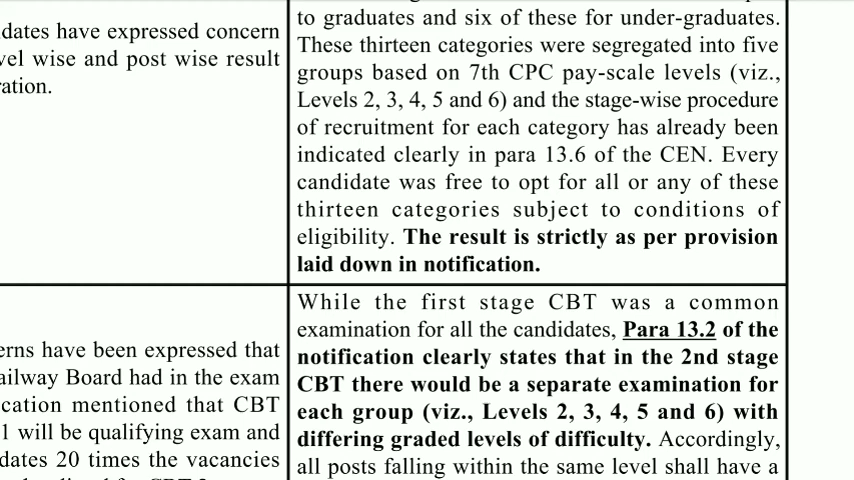 dates have expressed concern
vel wise and post wise result
ration.
to graduates and six of these for under-graduates.
These thirteen categories were segregated into five
groups based on 7th CPC pay-scale levels (viz.,
Levels 2, 3, 4, 5 and 6) and the stage-wise procedure
of recruitment for each category has already been
indicated clearly in para 13.6 of the CEN. Every
candidate was free to opt for all or any of these
thirteen categories subject to conditions of
eligibility. The result is strictly as per provision
laid down in notification.
erns have been expressed that
ailway Board had in the exam
cation mentioned that CBT
1 will be qualifying exam and
dates 20 times the vacancies
While the first stage CBT was a common
examination for all the candidates, Para 13.2 of the
notification clearly states that in the 2nd stage
CBT there would be a separate examination for
each group (viz., Levels 2, 3, 4, 5 and 6) with
differing graded levels of difficulty. Accordingly,
all posts falling within the same level shall have a